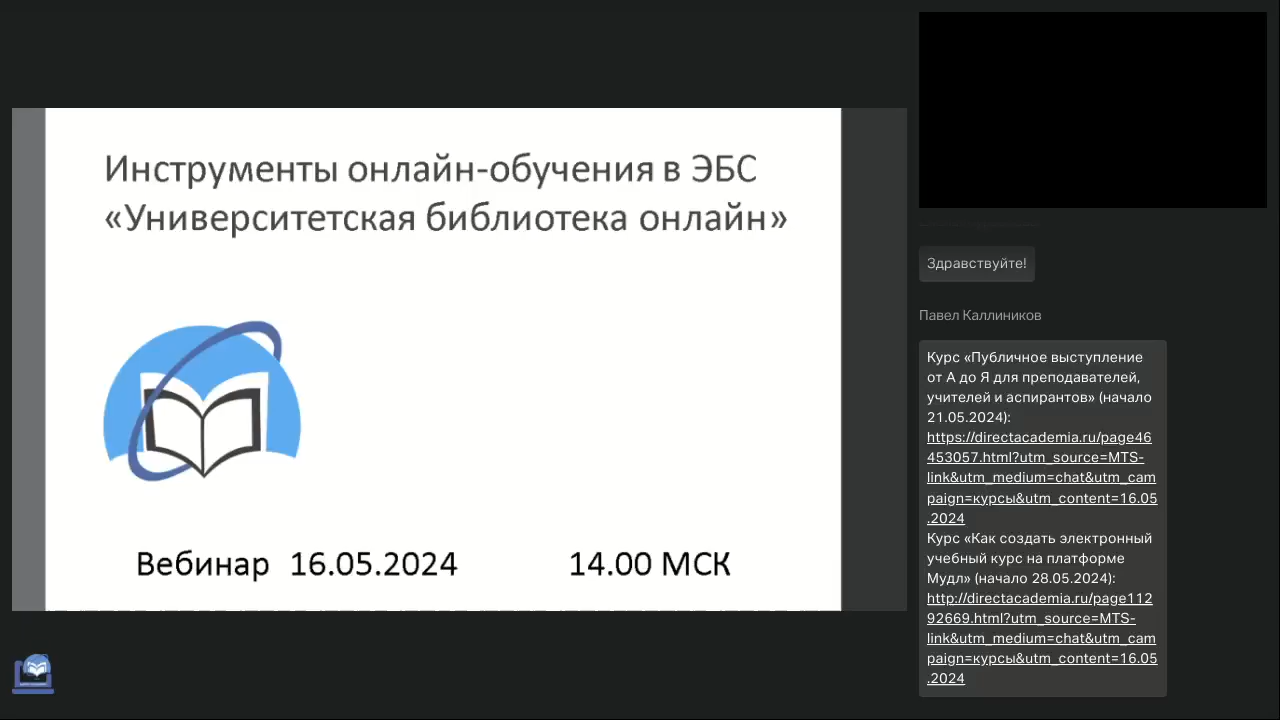 Инструменты онлайн-обучения в ЭБС
«Университетская библиотека онлайн»
Вебинар 16.05.2024 14.00 МСК
Здравствуйте!
Павел Каллиников
Курс «Публичное выступление
от А до Я для преподавателей,
учителей и аспирантов» (начало
21.05.2024):
https://directacademia.ru/page46
453057.html?utm_source=MTS-
link&utm_medium=chat&utm_cam
paign=курсы&utm_content=16.05
.2024
Курс «Как создать электронный
учебный курс на платформе
Мудл» (начало 28.05.2024):
http://directacademia.ru/page112
92669.html?utm_source=MTS-
link&utm_medium=chat&utm_cam
paign=курсы&utm_content=16.05
.2024